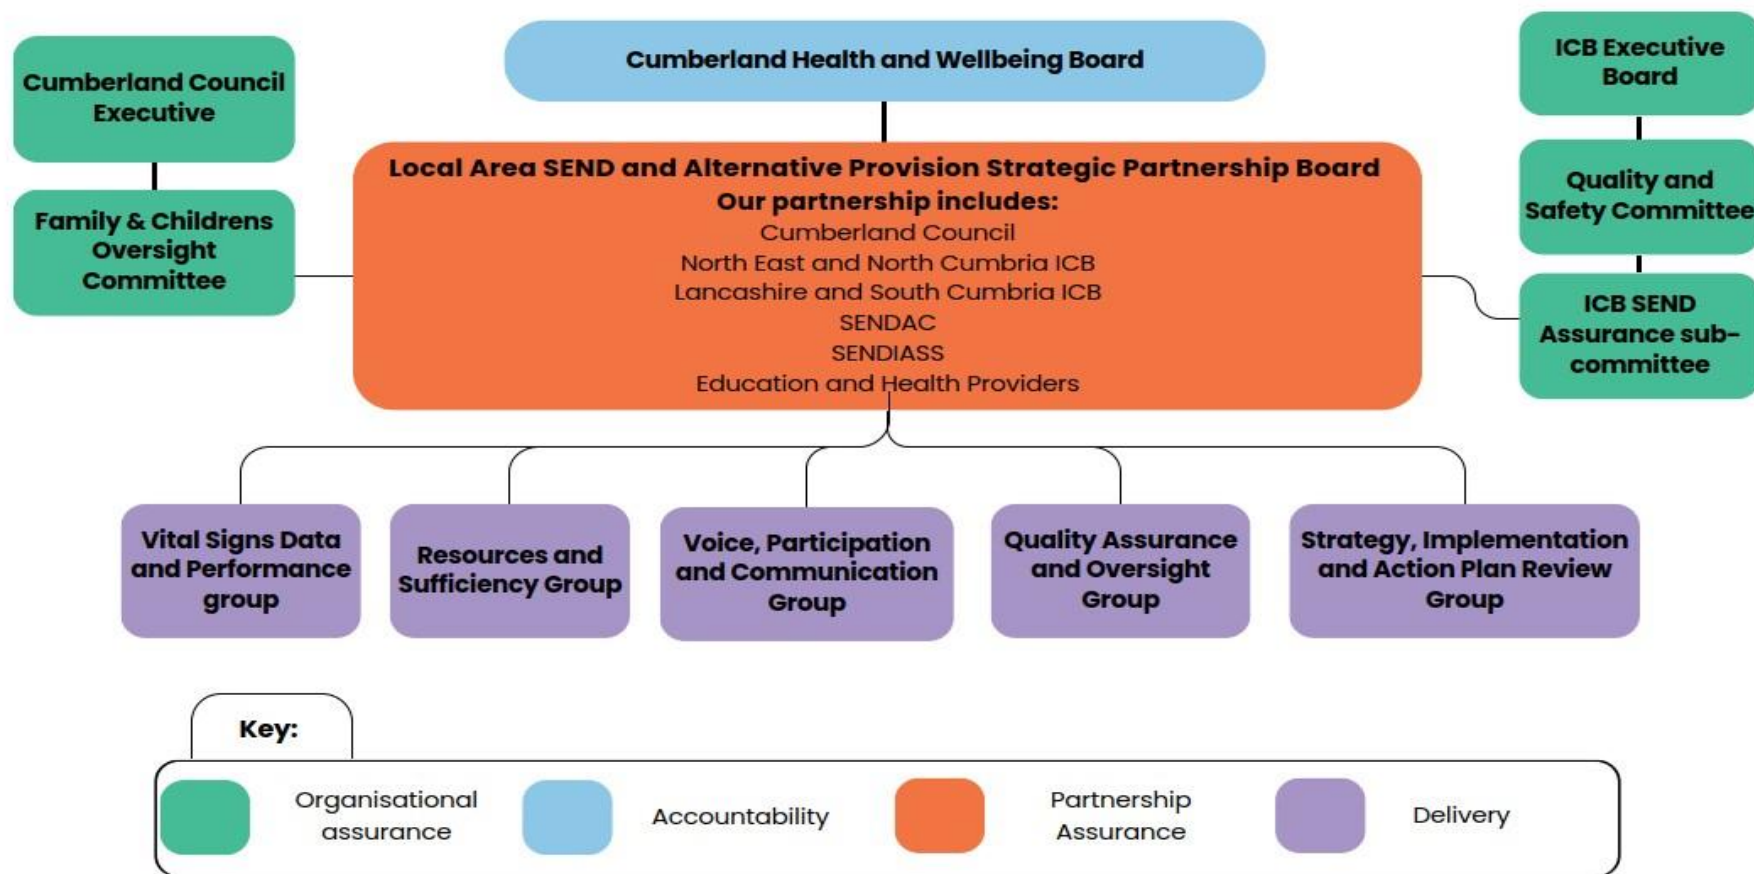 Cumberland Council
Executive
Family & Childrens
Oversight
Committee
Cumberland Health and Wellbeing Board
Local Area SEND and Alternative Provision Strategic Partnership Board
Our partnership includes:
Cumberland Council
North East and North Cumbria ICB
Lancashire and South Cumbria ICB
SENDAC
SENDIASS
Education and Health Providers
ICB Executive
Board
Quality and
Safety Committee
ICB SEND
Assurance sub-
committee
Vital Signs Data
and Performance
group
Resources and
Sufficiency Group
Voice, Participation
and Communication
Group
Quality Assurance
and Oversight
Group
Strategy, Implementation
and Action Plan Review
Group
Key:
Organisational
assurance
Accountability
Partnership
Assurance
Delivery